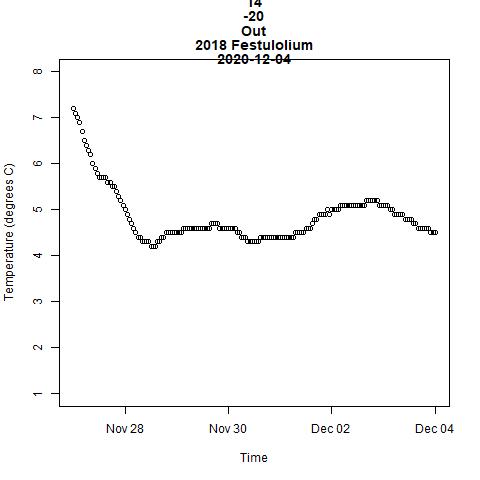 14
-20
Out
2018 Festulolium
2020-12-04
8
7
6
5
4
3
2
1
Temperature (degrees C)
Nov 28 Nov 30 Dec 02 Dec 04
Time